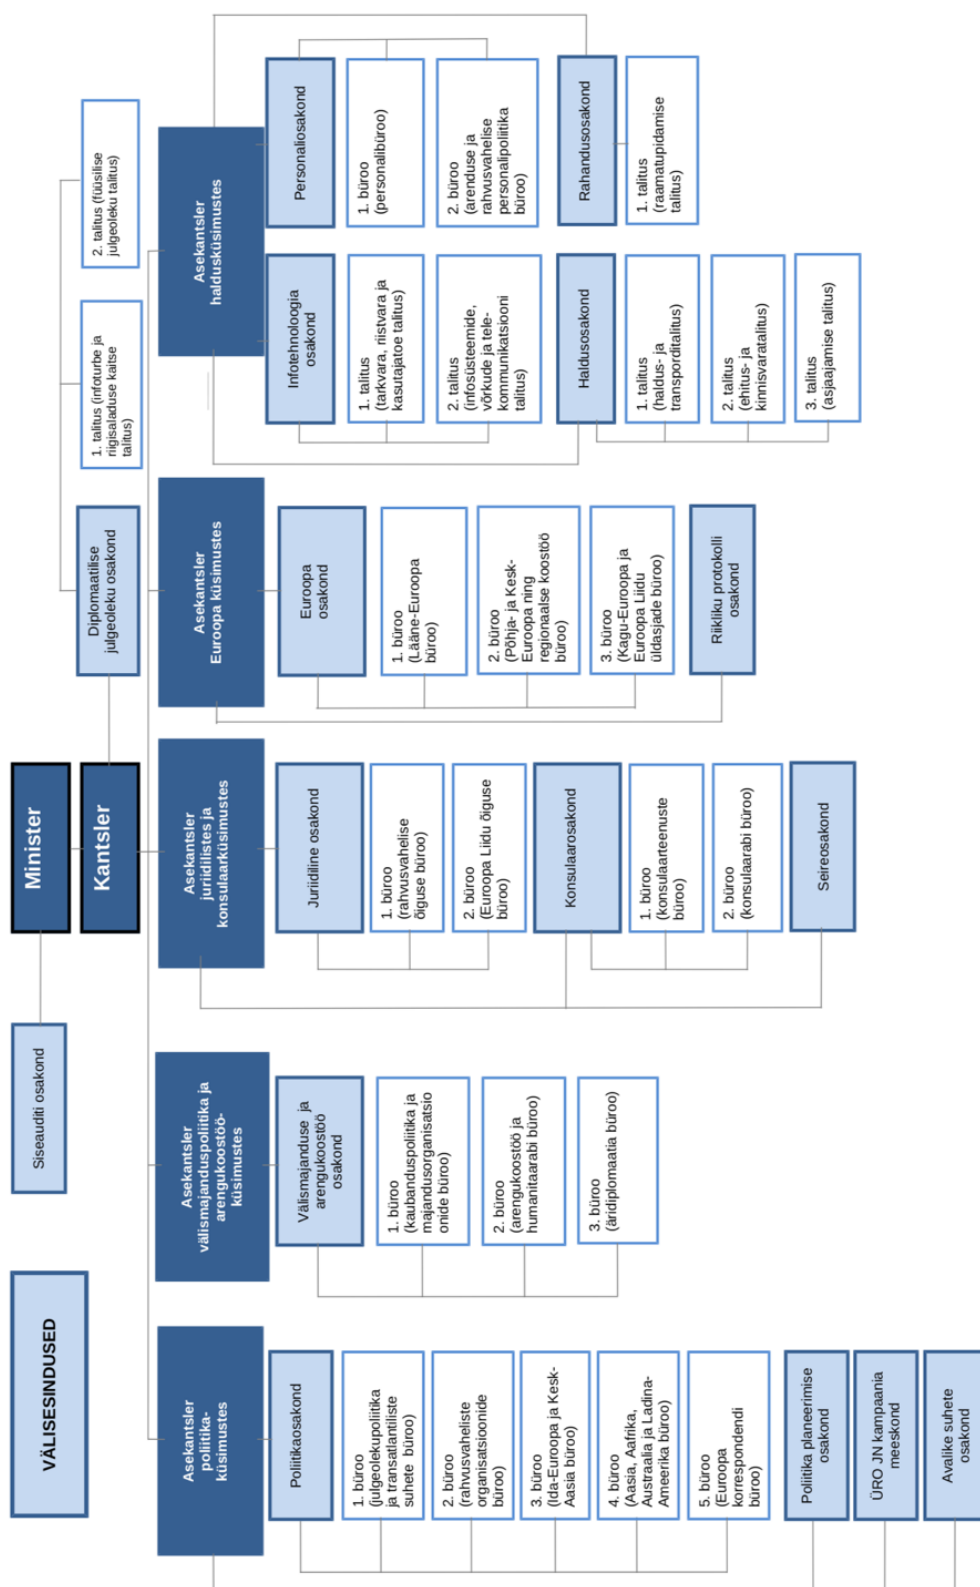 VÄLISESINDUSED
Siseauditi osakond
Minister
Kantsler
Diplomaatilise
julgeoleku osakond
1. talitus (infoturbe ja
riigisaladuse kaitse
talitus)
2. talitus (füüsilise
julgeoleku talitus)
Asekantsler
poliitika-
küsimustes
Poliitikaosakond
1. büroo
(julgeolekupoliitika
ja transatlantiliste
suhete büroo)
2. büroo
(rahvusvaheliste
organisatsioonide
büroo)
3. büroo
(Ida-Euroopa ja Kesk-
Aasia büroo)
4. büroo
(Aasia, Aafrika,
Austraalia ja Ladina-
Ameerika büroo)
5. büroo
(Euroopa
korrespondendi
büroo)
Poliitika planeerimise
osakond
ÜRO JN kampaania
meeskond
Avalike suhete
osakond
Asekantsler
välismajanduspoliitika ja
arengukoostöö-
küsimustes
Välismajanduse ja
arengukoostöö
osakond
1. büroo
(kaubanduspoliitika ja
majandusorganisatsio
onide büroo)
2. büroo
(arengukoostöö ja
humanitaarabi büroo)
3. büroo
(äridiplomaatia büroo)
Asekantsler
juriidilistes ja
konsulaarküsimustes
Juriidiline osakond
1. büroo
(rahvusvahelise
õiguse büroo)
2. büroo
(Euroopa Liidu õiguse
büroo)
Konsulaarosakond
1. büroo
(konsulaarteenuste
büroo)
2. büroo
(konsulaarabi büroo)
Seireosakond
Asekantsler
Euroopa küsimustes
Euroopa
osakond
1. büroo
(Lääne-Euroopa
büroo)
2. büroo
(Põhja- ja Kesk-
Euroopa ning
regionaalse koostöö
büroo)
3. büroo
(Kagu-Euroopa ja
Euroopa Liidu
üldasjade büroo)
Riikliku protokolli
osakond
Asekantsler
haldusküsimustes
Infotehnoloogia
osakond
1. talitus
(tarkvara, riistvara ja
kasutajatoe talitus)
2. talitus
(infosüsteemide,
võrkude ja tele-
kommunikatsiooni
talitus)
Haldusosakond
1. talitus
(haldus- ja
transporditalitus)
2. talitus
(ehitus- ja
kinnisvaratalitus)
3. talitus
(asjaajamise talitus)
Personaliosakond
1. büroo
(personalibüroo)
2. büroo
(arenduse ja
rahvusvahelise
personalipoliitika
büroo)
Rahandusosakond
1. talitus
(raamatupidamise
talitus)